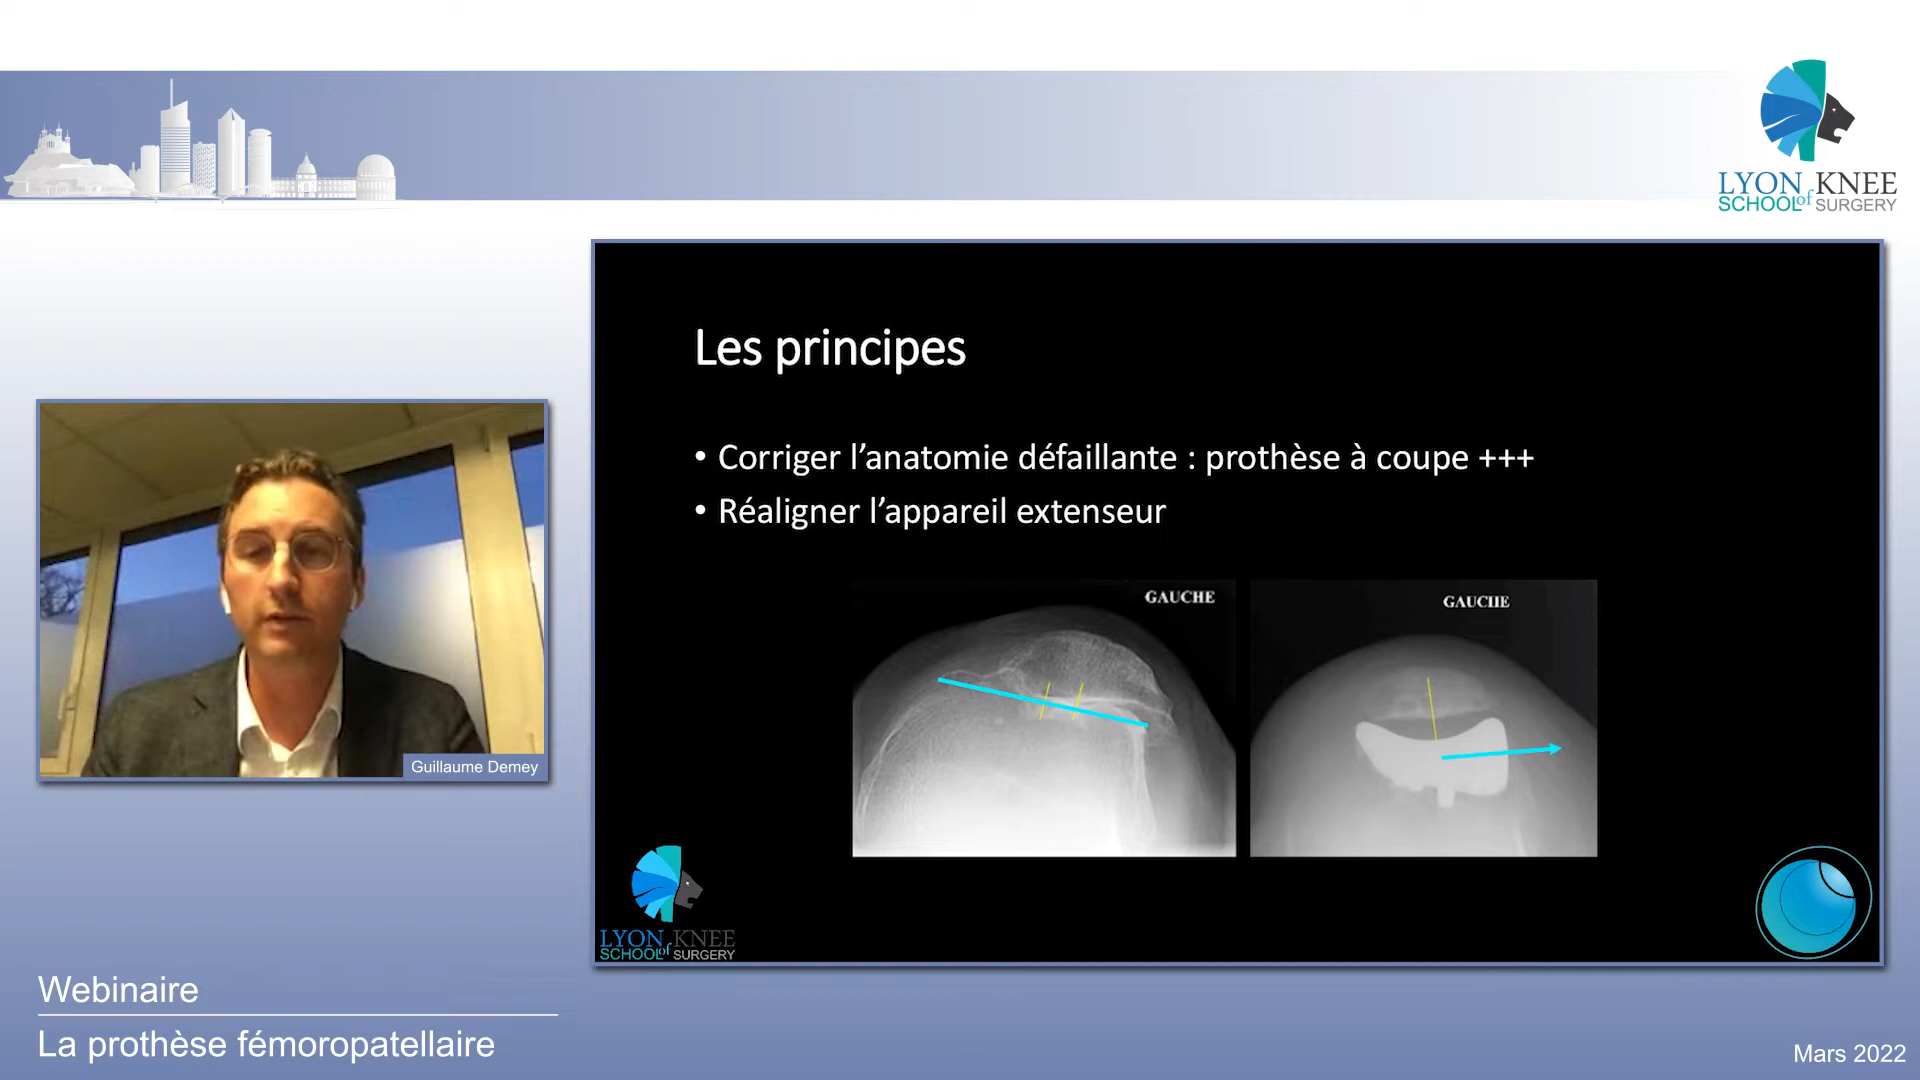 LYON KNEE
SCHOOL of SURGERY
Les principes
• Corriger l’anatomie défaillante : prothèse à coupe +++
• Réaligner l’appareil extenseur
GAUCHE
GAUCHE
Guillaume Demey
LYON KNEE
SCHOOL of SURGERY
Webinaire
La prothèse fémoropatellaire
Mars 2022